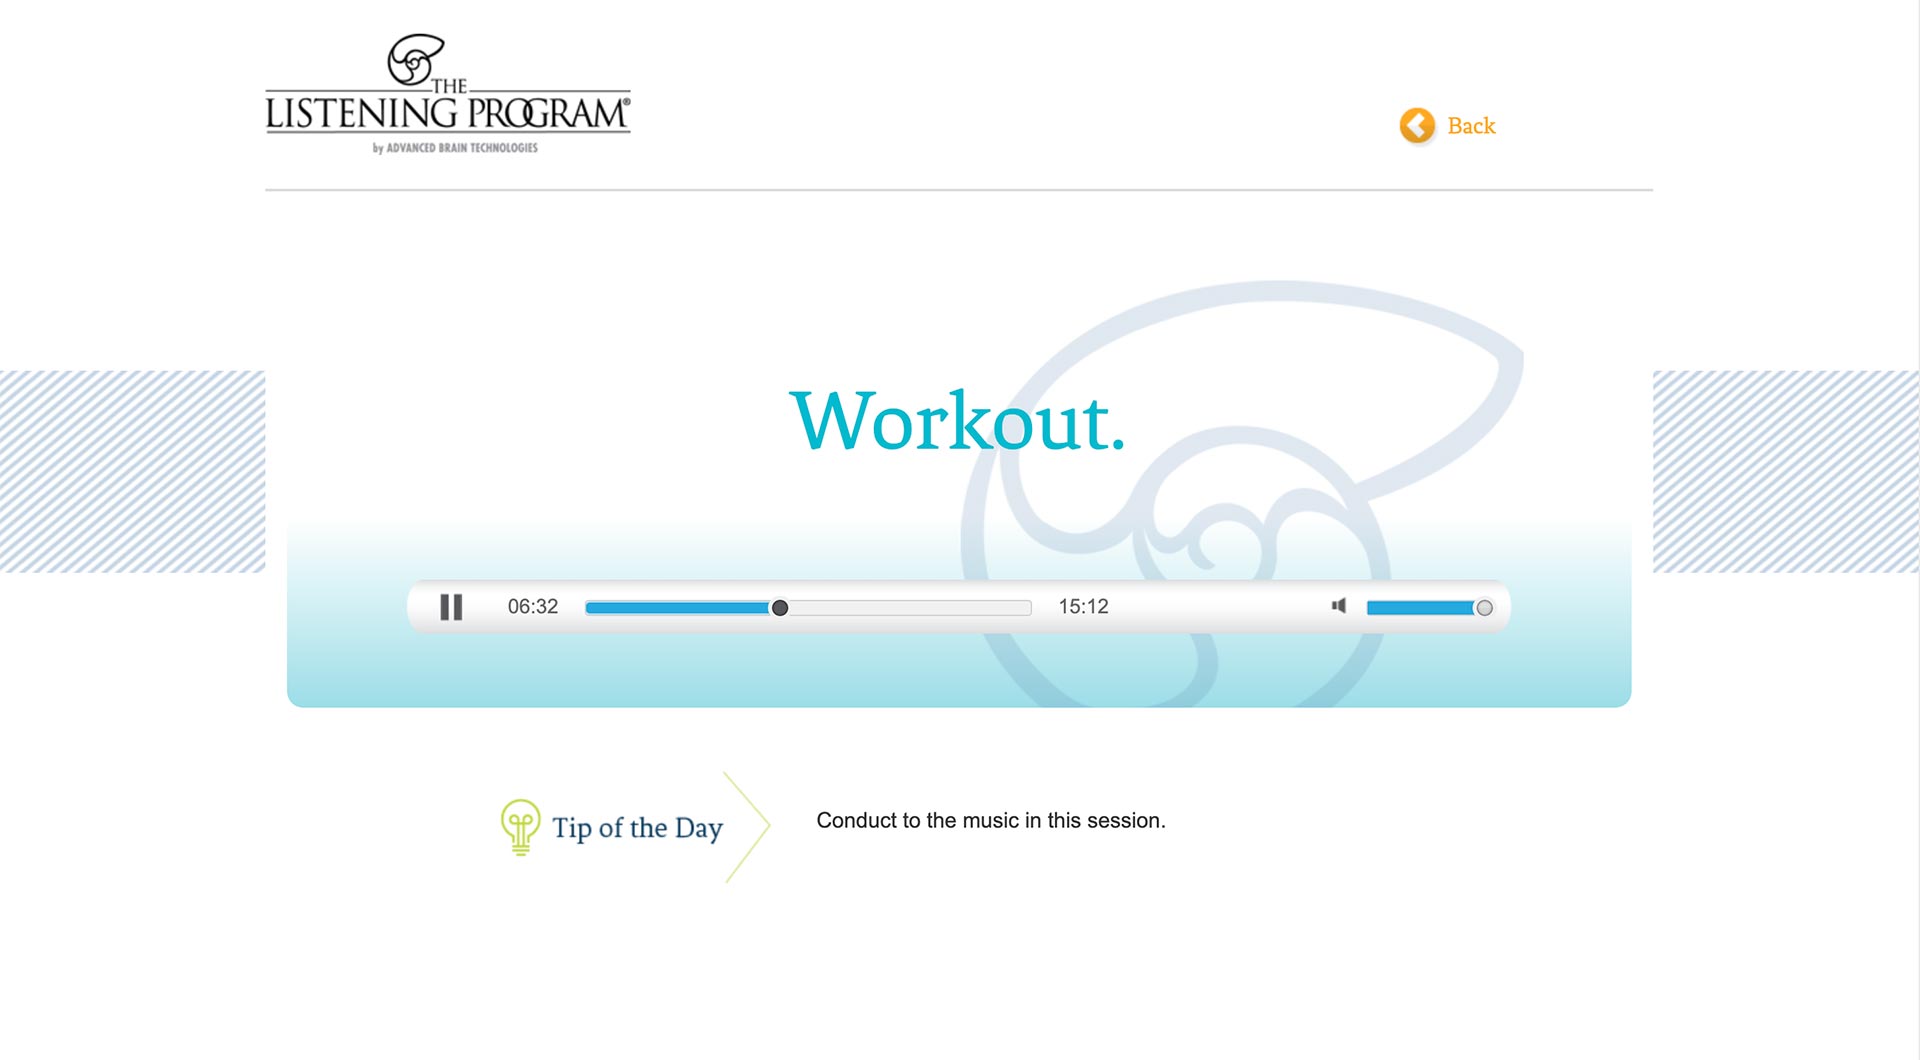 THE
LISTENING PROGRAM®
by ADVANCED BRAIN TECHNOLOGIES
Back
Workout.
06:32
15:12
Tip of the Day
Conduct to the music in this session.